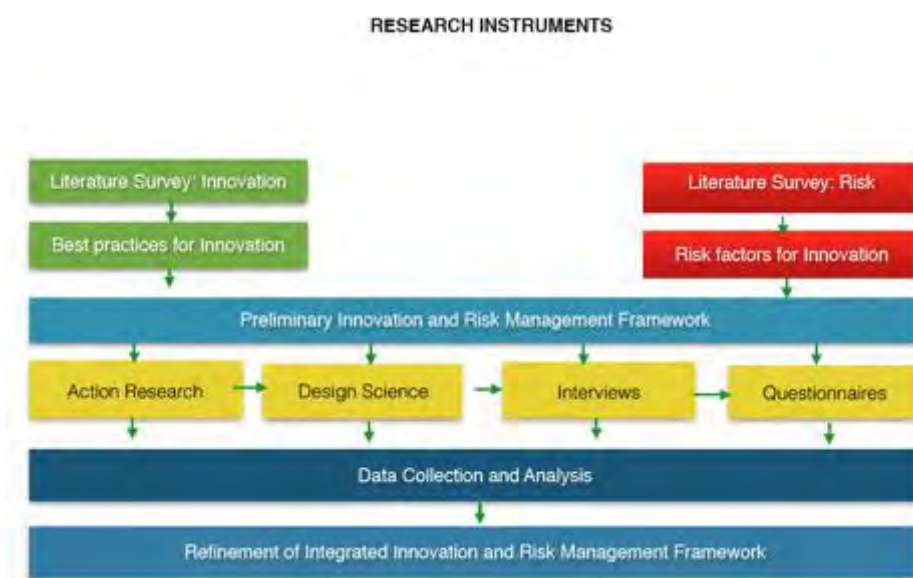 RESEARCH INSTRUMENTS
Literature Survey: Innovation
Literature Survey: Risk
Best practices for Innovation
Risk factors for Innovation
Preliminary Innovation and Risk Management Framework
Action Research
Design Science
Interviews
Questionnaires
Data Collection and Analysis
Refinement of Integrated Innovation and Risk Management Framework